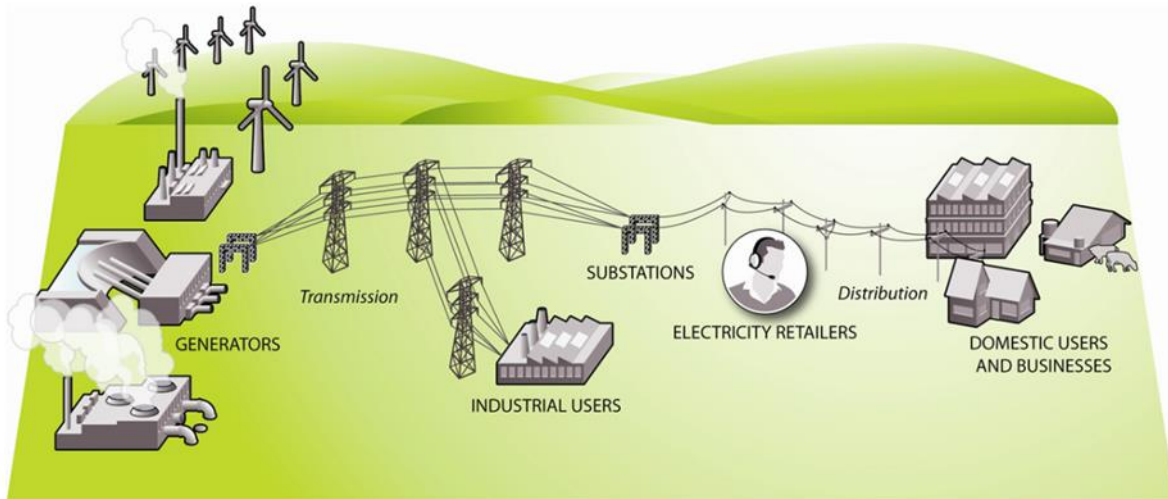 GENERATORS
Transmission
INDUSTRIAL USERS
SUBSTATIONS
ELECTRICITY RETAILERS
Distribution
DOMESTIC USERS
AND BUSINESSES